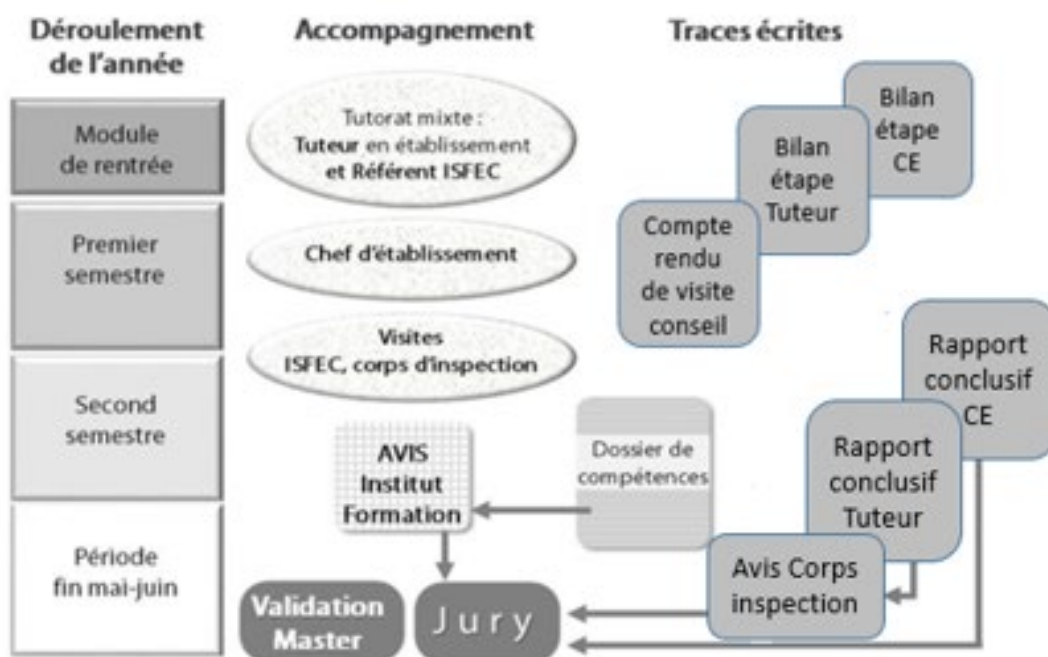 Déroulement
de l'année
Accompagnement
Traces écrites
Module
de rentrée
Premier
semestre
Second
semestre
Période
fin mai-juin
Tutorat mixte :
Tuteur en établissement
et Référent ISFEC
Chef d'établissement
Visites
ISFEC, corps d'inspection
AVIS
Institut
Formation
Dossier de
compétences
Validation
Master
Jury
Bilan
étape
CE
Bilan
étape
Tuteur
Compte
rendu
de visite
conseil
Rapport
conclusif
CE
Rapport
conclusif
Tuteur
Avis Corps
inspection